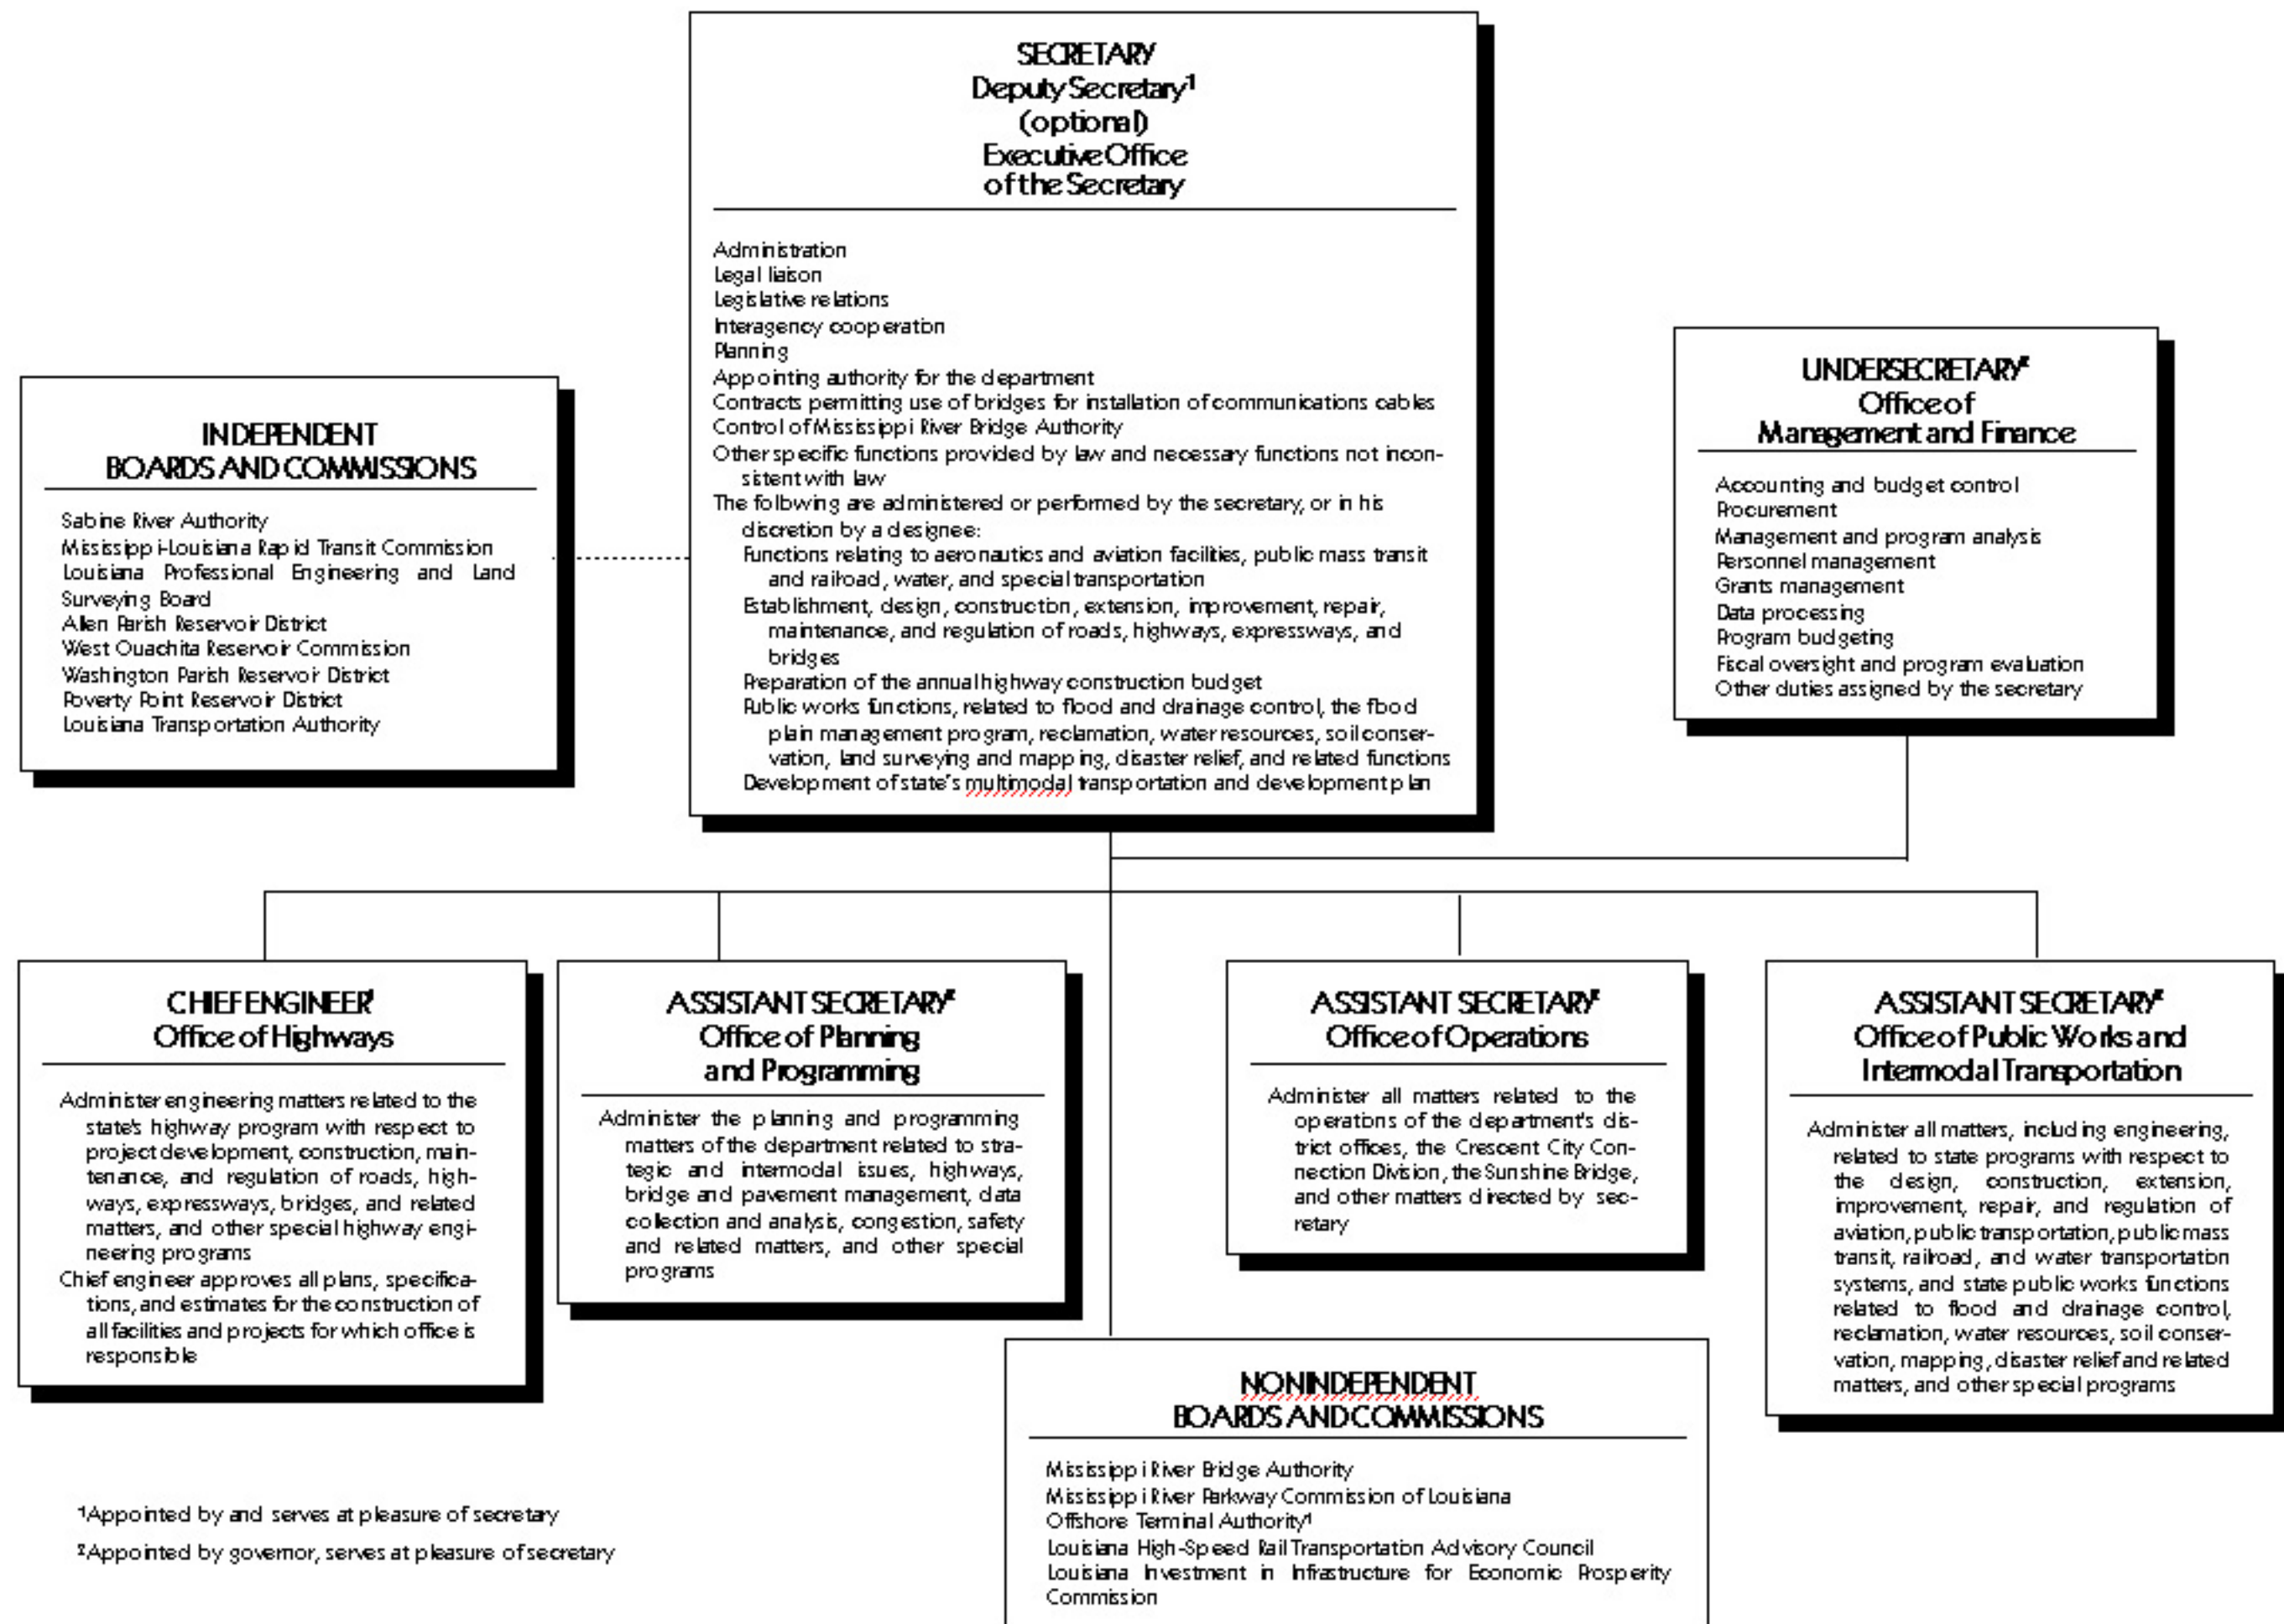 SECRETARY
Deputy Secretary¹
(optional)
Executive Office
of the Secretary
Administration
Legal liaison
Legislative relations
Interagency cooperation
Planning
Appointing authority for the department
Contracts permitting use of bridges for installation of communications cables
Control of Mississippi River Bridge Authority
Other specific functions provided by law and necessary functions not incon-
sistent with law
The following are administered or performed by the secretary, or in his
discretion by a designee:
Functions relating to aeronautics and aviation facilities, public mass transit
and railroad, water, and special transportation
Establishment, design, construction, extension, improvement, repair,
maintenance, and regulation of roads, highways, expressways, and
bridges
Preparation of the annual highway construction budget
Public works functions, related to flood and drainage control, the flood
plain management program, reclamation, water resources, soil conser-
vation, land surveying and mapping, disaster relief, and related functions
Development of state's multimodal transportation and development plan
INDEPENDENT
BOARDS AND COMMISSIONS
Sabine River Authority
Mississippi-Louisiana Rapid Transit Commission
Louisiana Professional Engineering and Land
Surveying Board
Allen Parish Reservoir District
West Ouachita Reservoir Commission
Washington Parish Reservoir District
Poverty Point Reservoir District
Louisiana Transportation Authority
UNDERSECRETARY²
Office of
Management and Finance
Accounting and budget control
Procurement
Management and program analysis
Personnel management
Grants management
Data processing
Program budgeting
Fiscal oversight and program evaluation
Other duties assigned by the secretary
CHIEF ENGINEER¹
Office of Highways
Administer engineering matters related to the
state's highway program with respect to
project development, construction, main-
tenance, and regulation of roads, high-
ways, expressways, bridges, and related
matters, and other special highway engi-
neering programs
Chief engineer approves all plans, specifica-
tions, and estimates for the construction of
all facilities and projects for which office is
responsible
ASSISTANT SECRETARY²
Office of Planning
and Programming
Administer the planning and programming
matters of the department related to stra-
tegic and intermodal issues, highways,
bridge and pavement management, data
collection and analysis, congestion, safety
and related matters, and other special
programs
ASSISTANT SECRETARY²
Office of Operations
Administer all matters related to the
operations of the department's dis-
trict offices, the Crescent City Con-
nection Division, the Sunshine Bridge,
and other matters directed by sec-
retary
ASSISTANT SECRETARY²
Office of Public Works and
Intermodal Transportation
Administer all matters, including engineering,
related to state programs with respect to
the design, construction, extension,
improvement, repair, and regulation of
aviation, public transportation, public mass
transit, railroad, and water transportation
systems, and state public works functions
related to flood and drainage control,
reclamation, water resources, soil conser-
vation, mapping, disaster relief and related
matters, and other special programs
NONINDEPENDENT
BOARDS AND COMMISSIONS
Mississippi River Bridge Authority
Mississippi River Parkway Commission of Louisiana
Offshore Terminal Authority¹
Louisiana High-Speed Rail Transportation Advisory Council
Louisiana Investment in Infrastructure for Economic Prosperity
Commission
¹Appointed by and serves at pleasure of secretary
²Appointed by governor, serves at pleasure of secretary